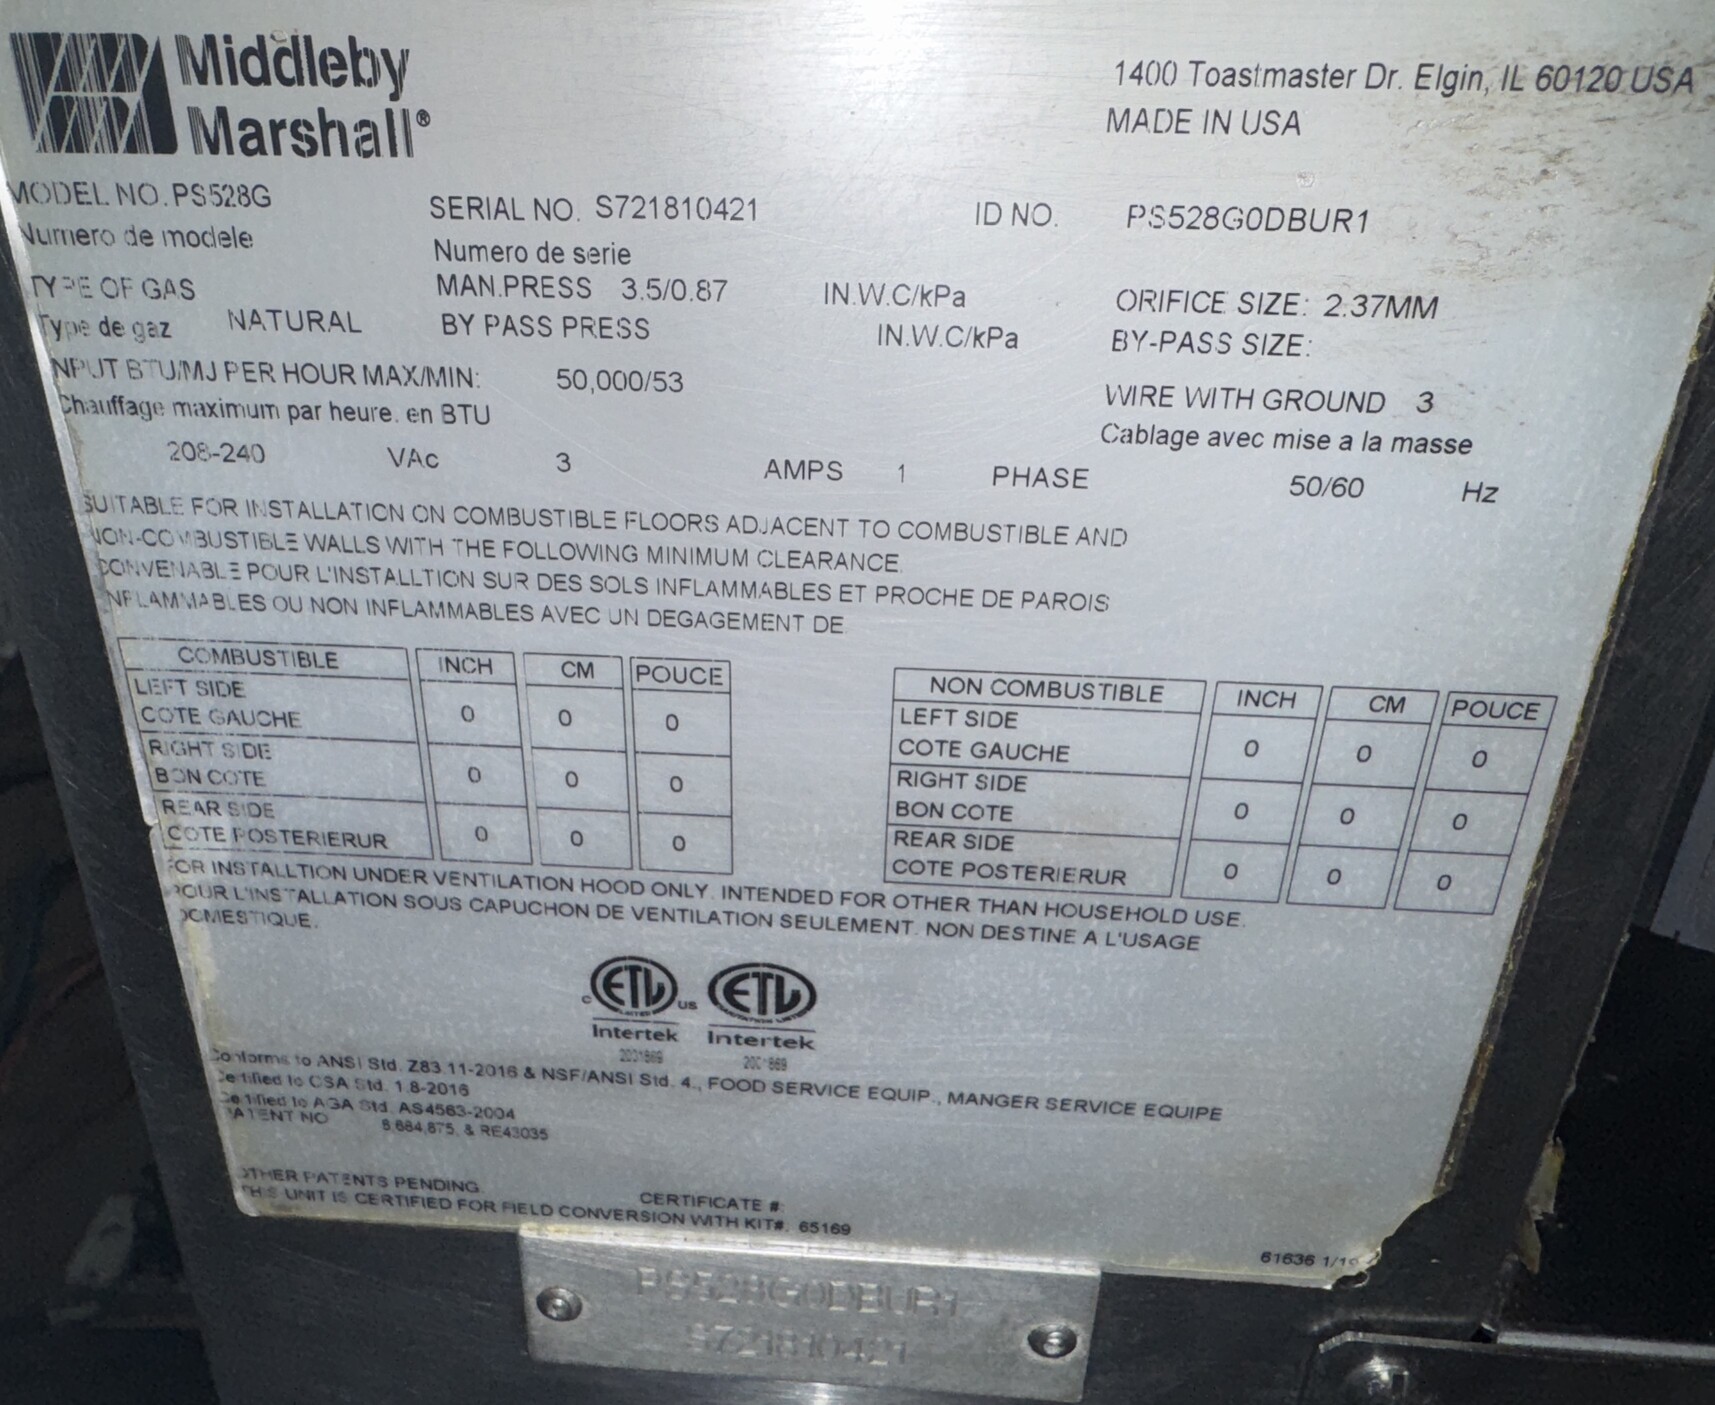 Middleby
Marshall®
1400 Toastmaster Dr. Elgin, IL 60120 USA
MADE IN USA
MODEL NO. PS528G
SERIAL NO. S721810421
ID NO. PS528G0DBUR1
Numero de modele
Numero de serie
TYPE OF GAS
MAN.PRESS 3.5/0.87 IN.W.C/kPa
ORIFICE SIZE: 2.37MM
Type de gaz NATURAL
BY PASS PRESS IN.W.C/kPa
BY-PASS SIZE:
INPUT BTU/MJ PER HOUR MAX/MIN: 50,000/53
WIRE WITH GROUND 3
Chauffage maximum par heure. en BTU
Cablage avec mise a la masse
208-240 VAc 3 AMPS 1 PHASE 50/60 Hz
SUITABLE FOR INSTALLATION ON COMBUSTIBLE FLOORS ADJACENT TO COMBUSTIBLE AND
NON-COMBUSTIBLE WALLS WITH THE FOLLOWING MINIMUM CLEARANCE.
CONVENABLE POUR L'INSTALLTION SUR DES SOLS INFLAMMABLES ET PROCHE DE PAROIS
INFLAMMABLES OU NON INFLAMMABLES AVEC UN DEGAGEMENT DE
COMBUSTIBLE INCH CM POUCE
LEFT SIDE
COTE GAUCHE 0 0 0
RIGHT SIDE
BON COTE 0 0 0
REAR SIDE
COTE POSTERIERUR 0 0 0
NON COMBUSTIBLE INCH CM POUCE
LEFT SIDE
COTE GAUCHE 0 0 0
RIGHT SIDE
BON COTE 0 0 0
REAR SIDE
COTE POSTERIERUR 0 0 0
FOR INSTALLTION UNDER VENTILATION HOOD ONLY. INTENDED FOR OTHER THAN HOUSEHOLD USE.
POUR L'INSTALLATION SOUS CAPUCHON DE VENTILATION SEULEMENT. NON DESTINE A L'USAGE
DOMESTIQUE.
C ETL US ETL
Intertek Intertek
Conforms to ANSI Std. Z83.11-2016 & NSF/ANSI Std. 4., FOOD SERVICE EQUIP., MANGER SERVICE EQUIPE
Certified to CSA Std. 1.8-2016
Certified to AGA Std. AS4563-2004
PATENT NO 8,684,875, & RE43035
OTHER PATENTS PENDING.
CERTIFICATE #:
THIS UNIT IS CERTIFIED FOR FIELD CONVERSION WITH KIT#. 65169
61636 1/19
PS528G0DBUR1
S721810421